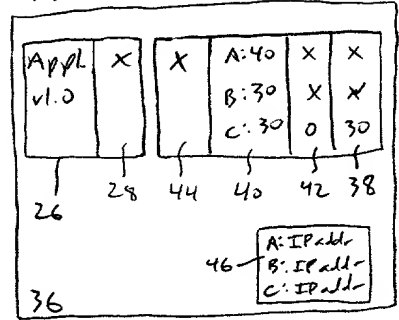 Appl X X A:40 X X
v1.0 B:30 X X
C:30 0 30
26 28 44 40 42 38
46 A: IP addr
B: IP addr
C: IP addr
36